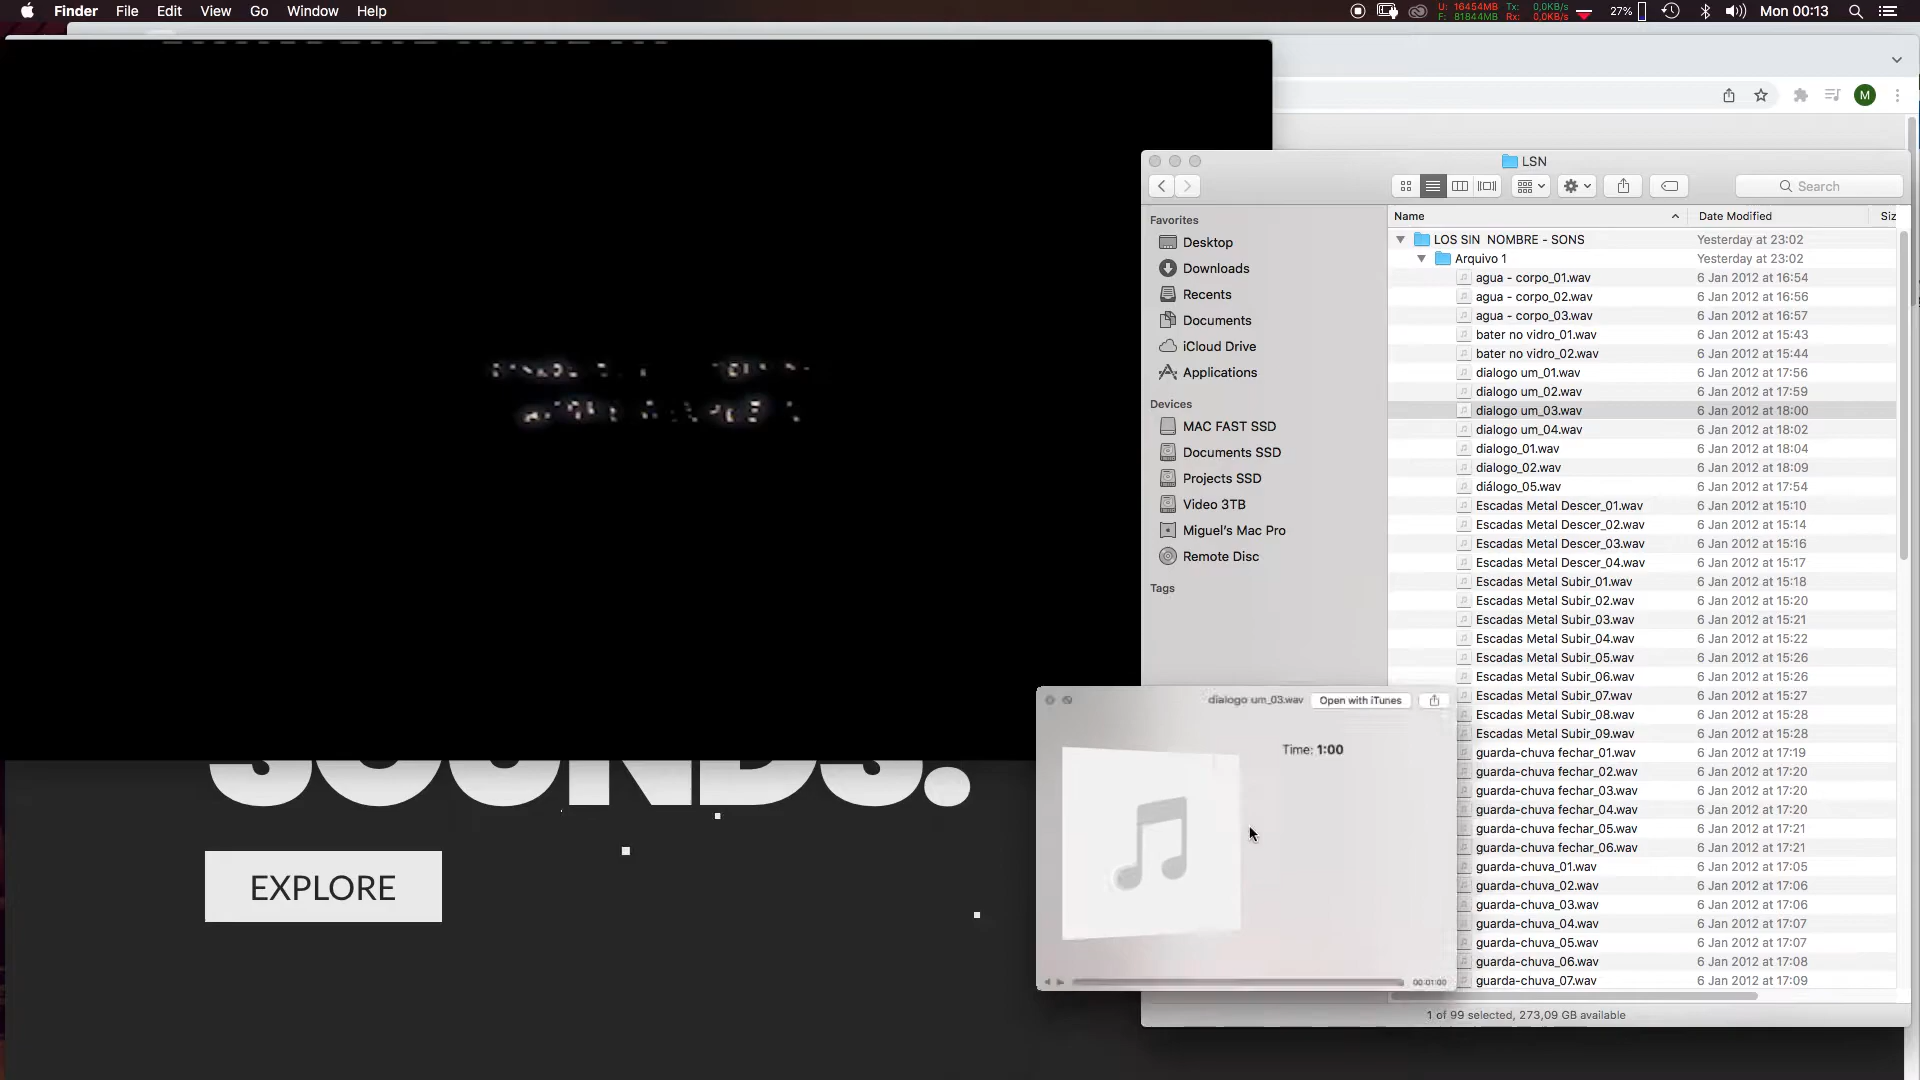 Finder File Edit View Go Window Help
U: 16454MB Tx: 0,0KB/s
F: 81844MB Rx: 0,0KB/s
27% Mon 00:13
M
LSN
Search
Favorites
Desktop
Downloads
Recents
Documents
iCloud Drive
Applications
Devices
MAC FAST SSD
Documents SSD
Projects SSD
Video 3TB
Miguel's Mac Pro
Remote Disc
Tags
Name Date Modified Siz
LOS SIN NOMBRE - SONS Yesterday at 23:02
Arquivo 1 Yesterday at 23:02
agua - corpo_01.wav 6 Jan 2012 at 16:54
agua - corpo_02.wav 6 Jan 2012 at 16:56
agua - corpo_03.wav 6 Jan 2012 at 16:57
bater no vidro_01.wav 6 Jan 2012 at 15:43
bater no vidro_02.wav 6 Jan 2012 at 15:44
dialogo um_01.wav 6 Jan 2012 at 17:56
dialogo um_02.wav 6 Jan 2012 at 17:59
dialogo um_03.wav 6 Jan 2012 at 18:00
dialogo um_04.wav 6 Jan 2012 at 18:02
dialogo_01.wav 6 Jan 2012 at 18:04
dialogo_02.wav 6 Jan 2012 at 18:09
diálogo_05.wav 6 Jan 2012 at 17:54
Escadas Metal Descer_01.wav 6 Jan 2012 at 15:10
Escadas Metal Descer_02.wav 6 Jan 2012 at 15:14
Escadas Metal Descer_03.wav 6 Jan 2012 at 15:16
Escadas Metal Descer_04.wav 6 Jan 2012 at 15:17
Escadas Metal Subir_01.wav 6 Jan 2012 at 15:18
Escadas Metal Subir_02.wav 6 Jan 2012 at 15:20
Escadas Metal Subir_03.wav 6 Jan 2012 at 15:21
Escadas Metal Subir_04.wav 6 Jan 2012 at 15:22
Escadas Metal Subir_05.wav 6 Jan 2012 at 15:26
Escadas Metal Subir_06.wav 6 Jan 2012 at 15:26
Escadas Metal Subir_07.wav 6 Jan 2012 at 15:27
Escadas Metal Subir_08.wav 6 Jan 2012 at 15:28
Escadas Metal Subir_09.wav 6 Jan 2012 at 15:28
guarda-chuva fechar_01.wav 6 Jan 2012 at 17:19
guarda-chuva fechar_02.wav 6 Jan 2012 at 17:20
guarda-chuva fechar_03.wav 6 Jan 2012 at 17:20
guarda-chuva fechar_04.wav 6 Jan 2012 at 17:20
guarda-chuva fechar_05.wav 6 Jan 2012 at 17:21
guarda-chuva fechar_06.wav 6 Jan 2012 at 17:21
guarda-chuva_01.wav 6 Jan 2012 at 17:05
guarda-chuva_02.wav 6 Jan 2012 at 17:06
guarda-chuva_03.wav 6 Jan 2012 at 17:06
guarda-chuva_04.wav 6 Jan 2012 at 17:07
guarda-chuva_05.wav 6 Jan 2012 at 17:07
guarda-chuva_06.wav 6 Jan 2012 at 17:08
guarda-chuva_07.wav 6 Jan 2012 at 17:09
1 of 99 selected, 273,09 GB available
dialogo um_03.wav Open with iTunes
Time: 1:00
00:01:00
SOUNDS.
EXPLORE